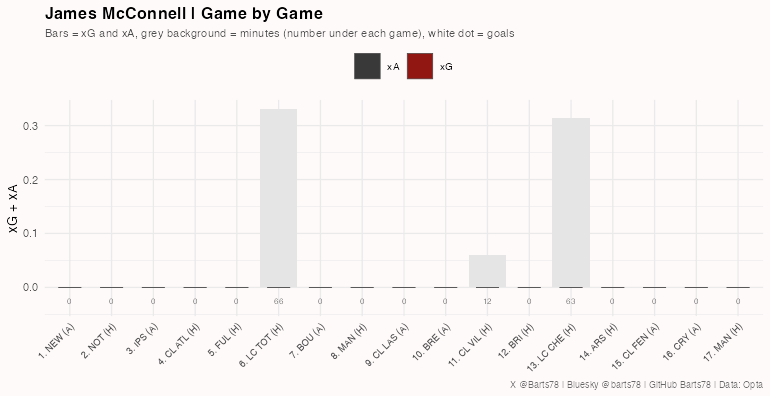 James McConnell | Game by Game
Bars = xG and xA, grey background = minutes (number under each game), white dot = goals
xA xG
xG + xA
0.3
0.2
0.1
0.0
0 0 0 0 0 66 0 0 0 0 12 0 63 0 0 0 0
1. NEW (A)
2. NOT (H)
3. IPS (A)
4. CL ATL (H)
5. FUL (H)
6. LC TOT (H)
7. BOU (A)
8. MAN (H)
9. CL LAS (A)
10. BRE (A)
11. CL VIL (H)
12. BRI (H)
13. LC CHE (H)
14. ARS (H)
15. CL FEN (A)
16. CRY (A)
17. MAN (H)
X @Barts78 | Bluesky @barts78 | GitHub Barts78 | Data: Opta